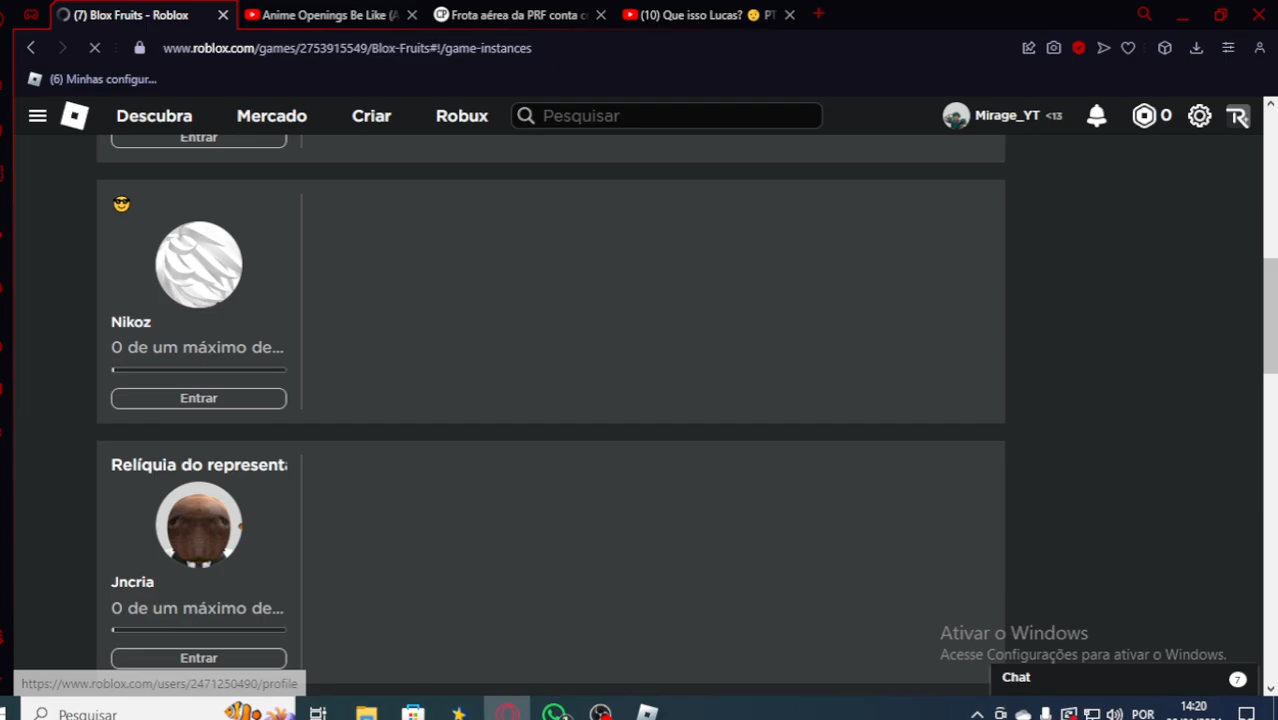 (7) Blox Fruits - Roblox
Anime Openings Be Like (A
Frota aérea da PRF conta c
(10) Que isso Lucas? 😗 PT
www.roblox.com/games/2753915549/Blox-Fruits#!/game-instances
(6) Minhas configur...
Descubra Mercado Criar Robux Pesquisar Mirage_YT <13 0
Entrar
😎
Nikoz
0 de um máximo de...
Entrar
Relíquia do represent
Jncria
0 de um máximo de...
Entrar
Ativar o Windows
Acesse Configurações para ativar o Windows.
https://www.roblox.com/users/2471250490/profile
Chat 7
Pesquisar
POR
14:20